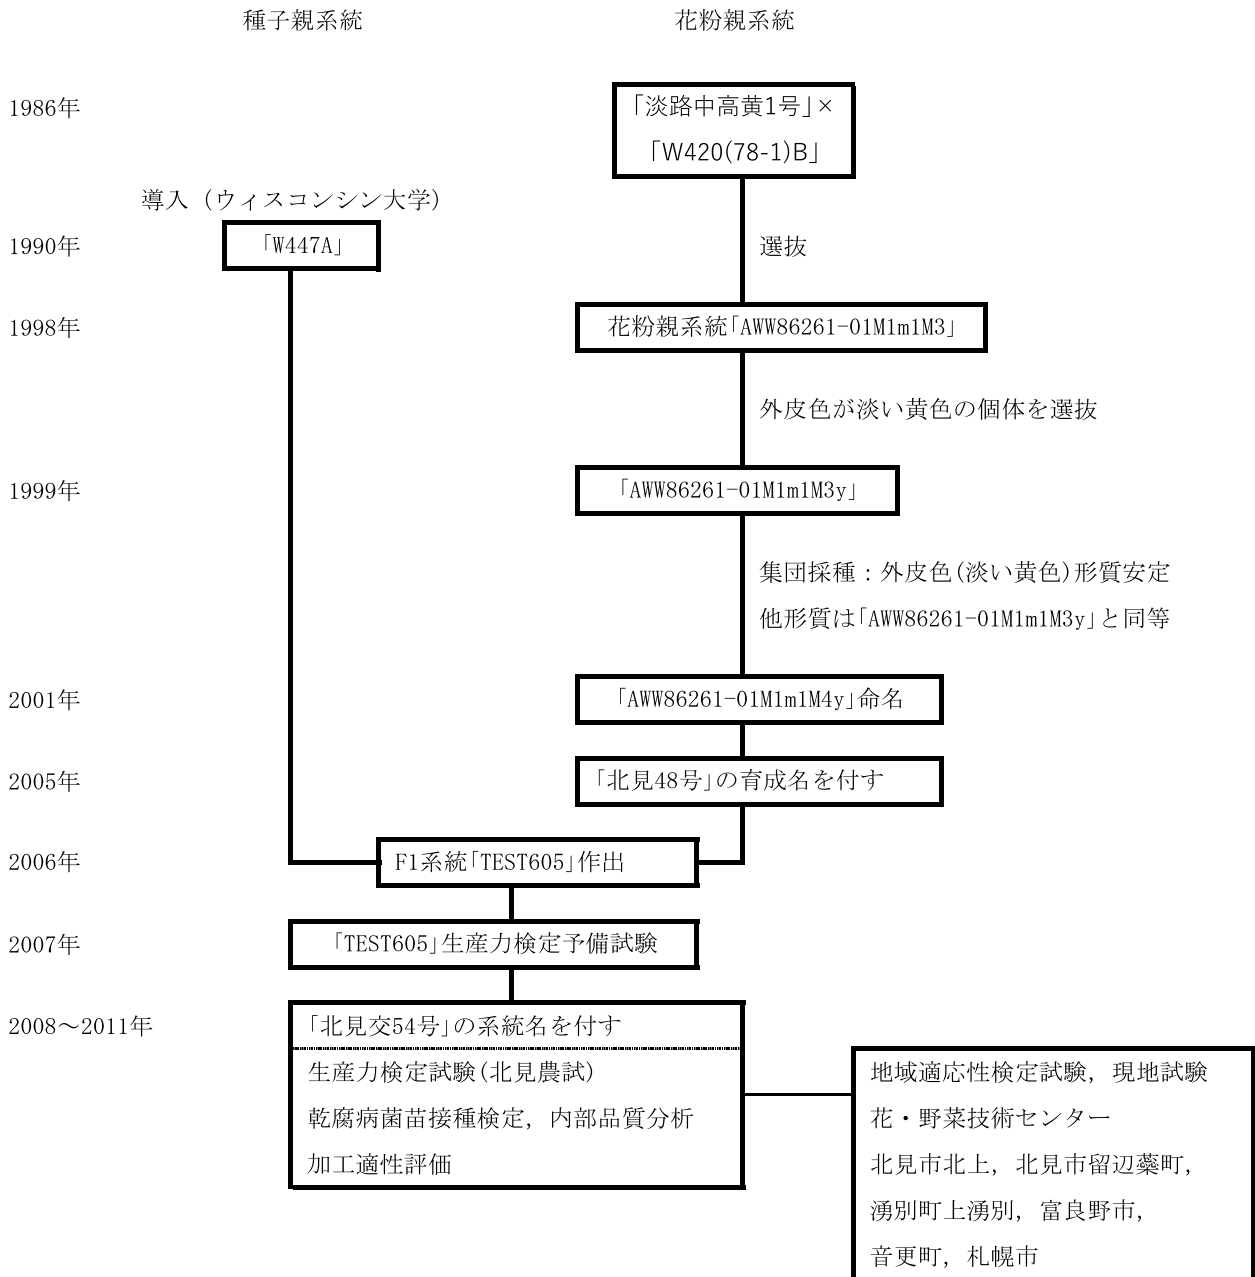 種子親系統
花粉親系統
1986年
「淡路中高黄1号」×
「W420(78-1)B」
導入（ウィスコンシン大学）
1990年
「W447A」
選抜
1998年
花粉親系統「AWW86261-01M1m1M3」
外皮色が淡い黄色の個体を選抜
1999年
「AWW86261-01M1m1M3y」
集団採種：外皮色(淡い黄色)形質安定
他形質は「AWW86261-01M1m1M3y」と同等
2001年
「AWW86261-01M1m1M4y」命名
2005年
「北見48号」の育成名を付す
2006年
F1系統「TEST605」作出
2007年
「TEST605」生産力検定予備試験
2008～2011年
「北見交54号」の系統名を付す
生産力検定試験(北見農試)
乾腐病菌苗接種検定，内部品質分析
加工適性評価
地域適応性検定試験，現地試験
花・野菜技術センター
北見市北上，北見市留辺蘂町，
湧別町上湧別，富良野市，
音更町，札幌市